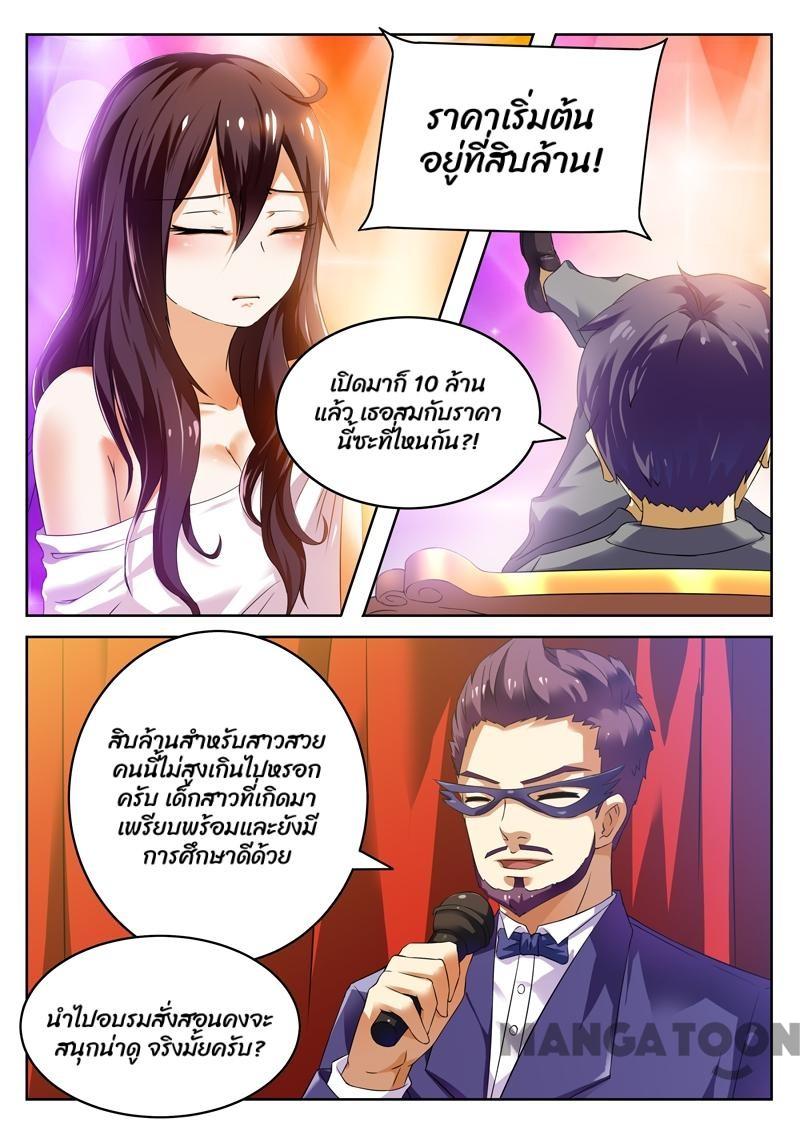 ราคาเริ่มต้น
อยู่ที่สิบล้าน!
เปิดมาก็ 10 ล้าน
แล้ว เธอสมกับราคา
นี้ซะที่ไหนกัน?!
สิบล้านสำหรับสาวสวย
คนนี้ไม่สูงเกินไปหรอก
ครับ เด็กสาวที่เกิดมา
เพรียบพร้อมและยังมี
การศึกษาดีด้วย
นำไปอบรมสั่งสอนคงจะ
สนุกน่าดู จริงมั้ยครับ?
MANGATOON